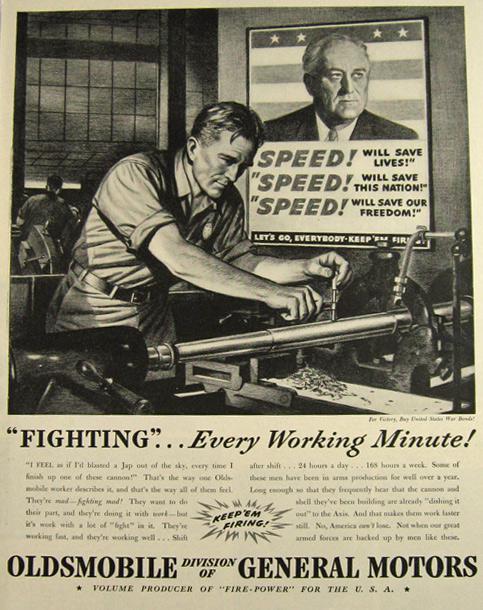 SPEED! WILL SAVE
LIVES!"
"SPEED! WILL SAVE
THIS NATION!"
"SPEED! WILL SAVE OUR
FREEDOM!"
LET'S GO, EVERYBODY-KEEP 'EM
For Victory, Buy United States War Bonds!
"FIGHTING"... Every Working Minute!
"I FEEL as if I'd blasted a Jap out of the sky, every time I
finish up one of these cannon!" That's the way one Olds-
mobile worker describes it, and that's the way all of them feel.
They're mad—fighting mad! They want to do
their part, and they're doing it with work—but
it's work with a lot of "fight" in it. They're
working fast, and they're working well . . . Shift
KEEP 'EM
FIRING!
after shift . . . 24 hours a day . . . 168 hours a week. Some of
these men have been in arms production for well over a year.
Long enough so that they frequently hear that the cannon and
shell they've been building are already "dishing it
out" to the Axis. And that makes them work faster
still. No, America can't lose. Not when our great
armed forces are backed up by men like these.
OLDSMOBILE DIVISION OF GENERAL MOTORS
★ VOLUME PRODUCER OF "FIRE-POWER" FOR THE U. S. A. ★